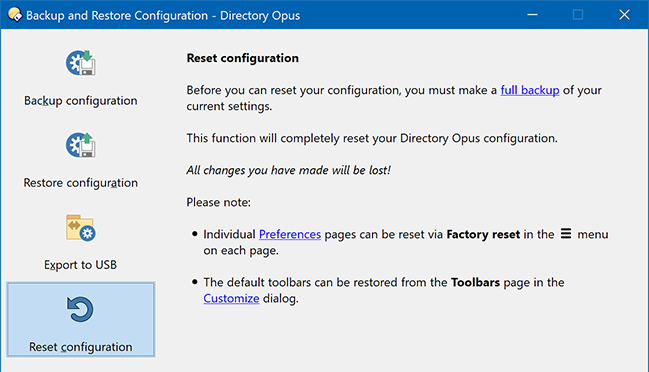 Backup and Restore Configuration - Directory Opus
Backup configuration
Restore configuration
Export to USB
Reset configuration
Reset configuration
Before you can reset your configuration, you must make a full backup of your
current settings.
This function will completely reset your Directory Opus configuration.
All changes you have made will be lost!
Please note:
• Individual Preferences pages can be reset via Factory reset in the ☰ menu
on each page.
• The default toolbars can be restored from the Toolbars page in the
Customize dialog.